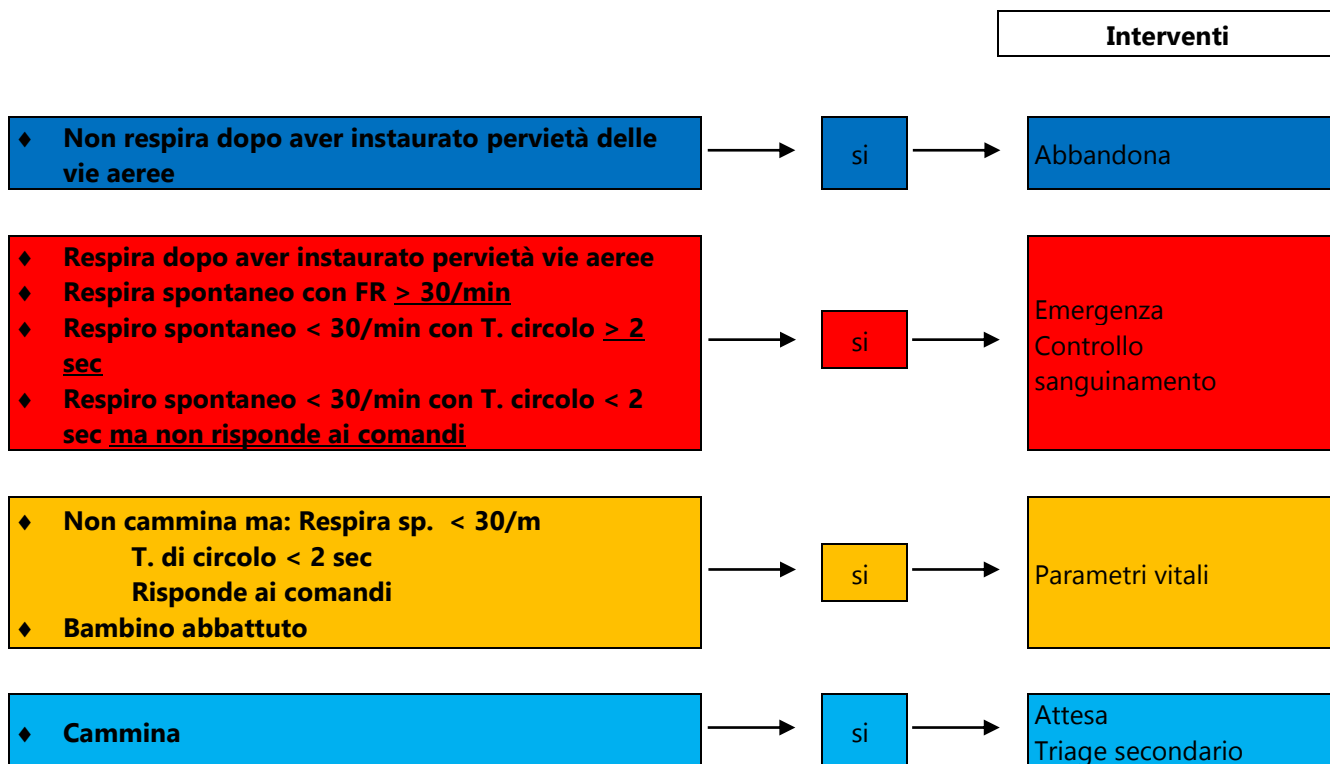 Interventi
♦ Non respira dopo aver instaurato pervietà delle
vie aeree
si
Abbandona
♦ Respira dopo aver instaurato pervietà vie aeree
♦ Respira spontaneo con FR > 30/min
♦ Respiro spontaneo < 30/min con T. circolo > 2
sec
♦ Respiro spontaneo < 30/min con T. circolo < 2
sec ma non risponde ai comandi
si
Emergenza
Controllo
sanguinamento
♦ Non cammina ma: Respira sp. < 30/m
T. di circolo < 2 sec
Risponde ai comandi
♦ Bambino abbattuto
si
Parametri vitali
♦ Cammina
si
Attesa
Triage secondario